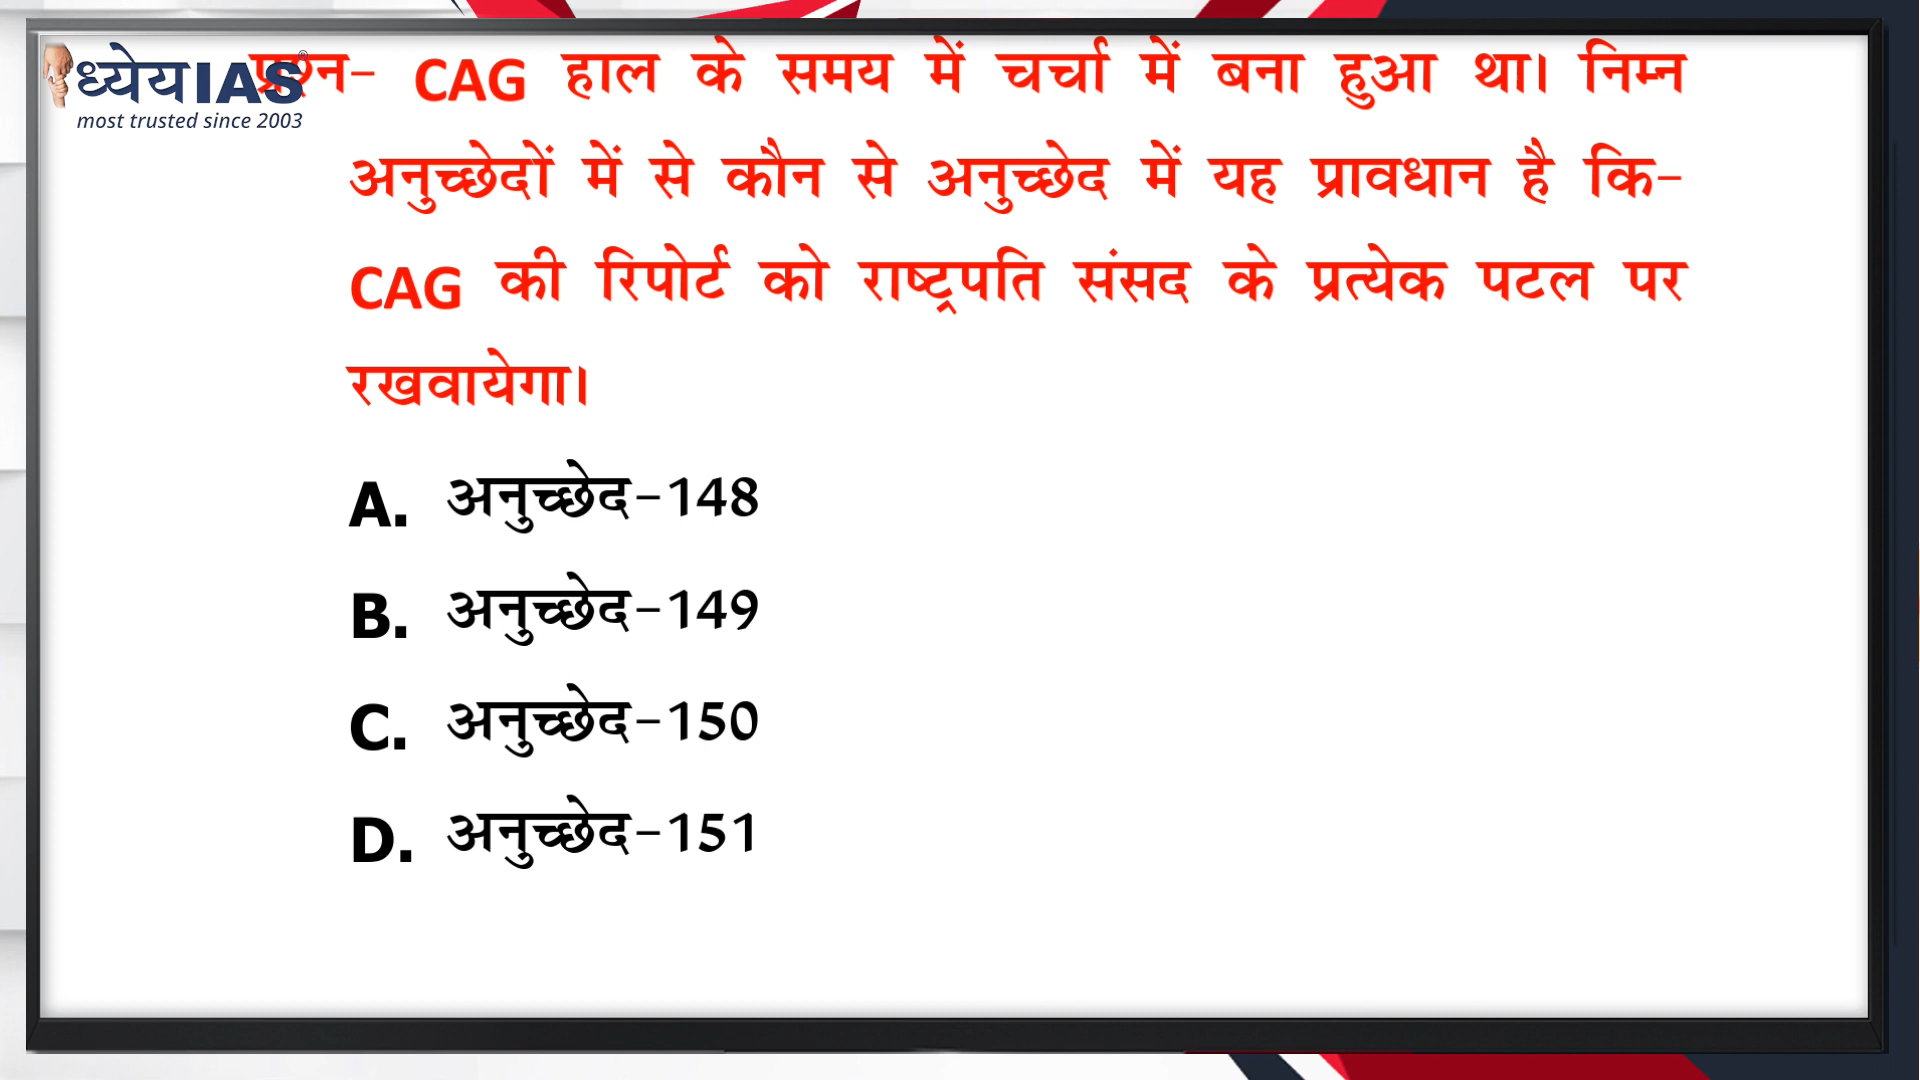 ध्येय IAS®
most trusted since 2003
प्रश्न- CAG हाल के समय में चर्चा में बना हुआ था। निम्न
अनुच्छेदों में से कौन से अनुच्छेद में यह प्रावधान है कि-
CAG की रिपोर्ट को राष्ट्रपति संसद के प्रत्येक पटल पर
रखवायेगा।
A. अनुच्छेद-148
B. अनुच्छेद-149
C. अनुच्छेद-150
D. अनुच्छेद-151